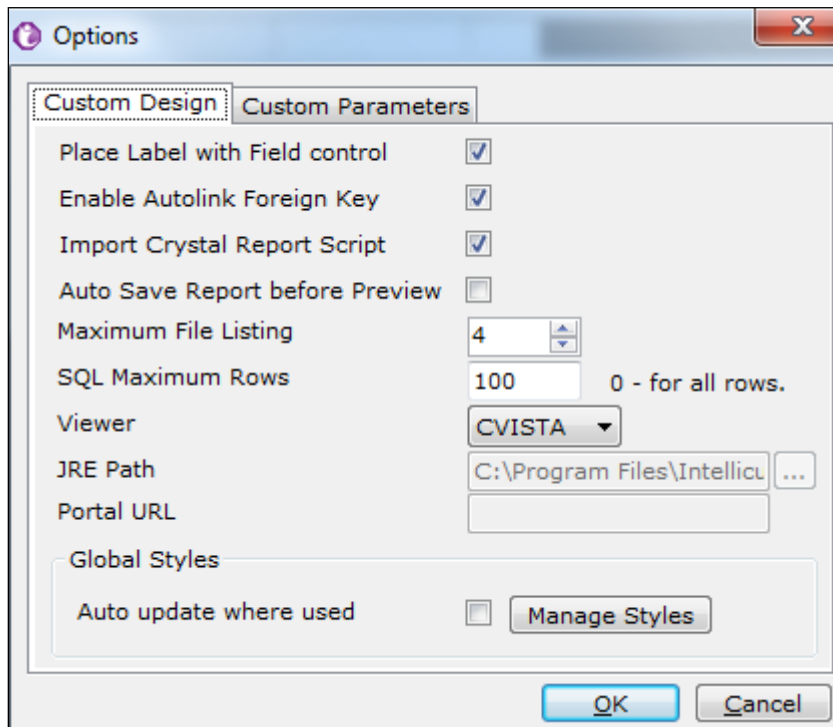 Options
Custom Design Custom Parameters
Place Label with Field control
Enable Autolink Foreign Key
Import Crystal Report Script
Auto Save Report before Preview
Maximum File Listing 4
SQL Maximum Rows 100 0 - for all rows.
Viewer CVISTA
JRE Path C:\Program Files\Intellicu ...
Portal URL
Global Styles
Auto update where used Manage Styles
OK Cancel